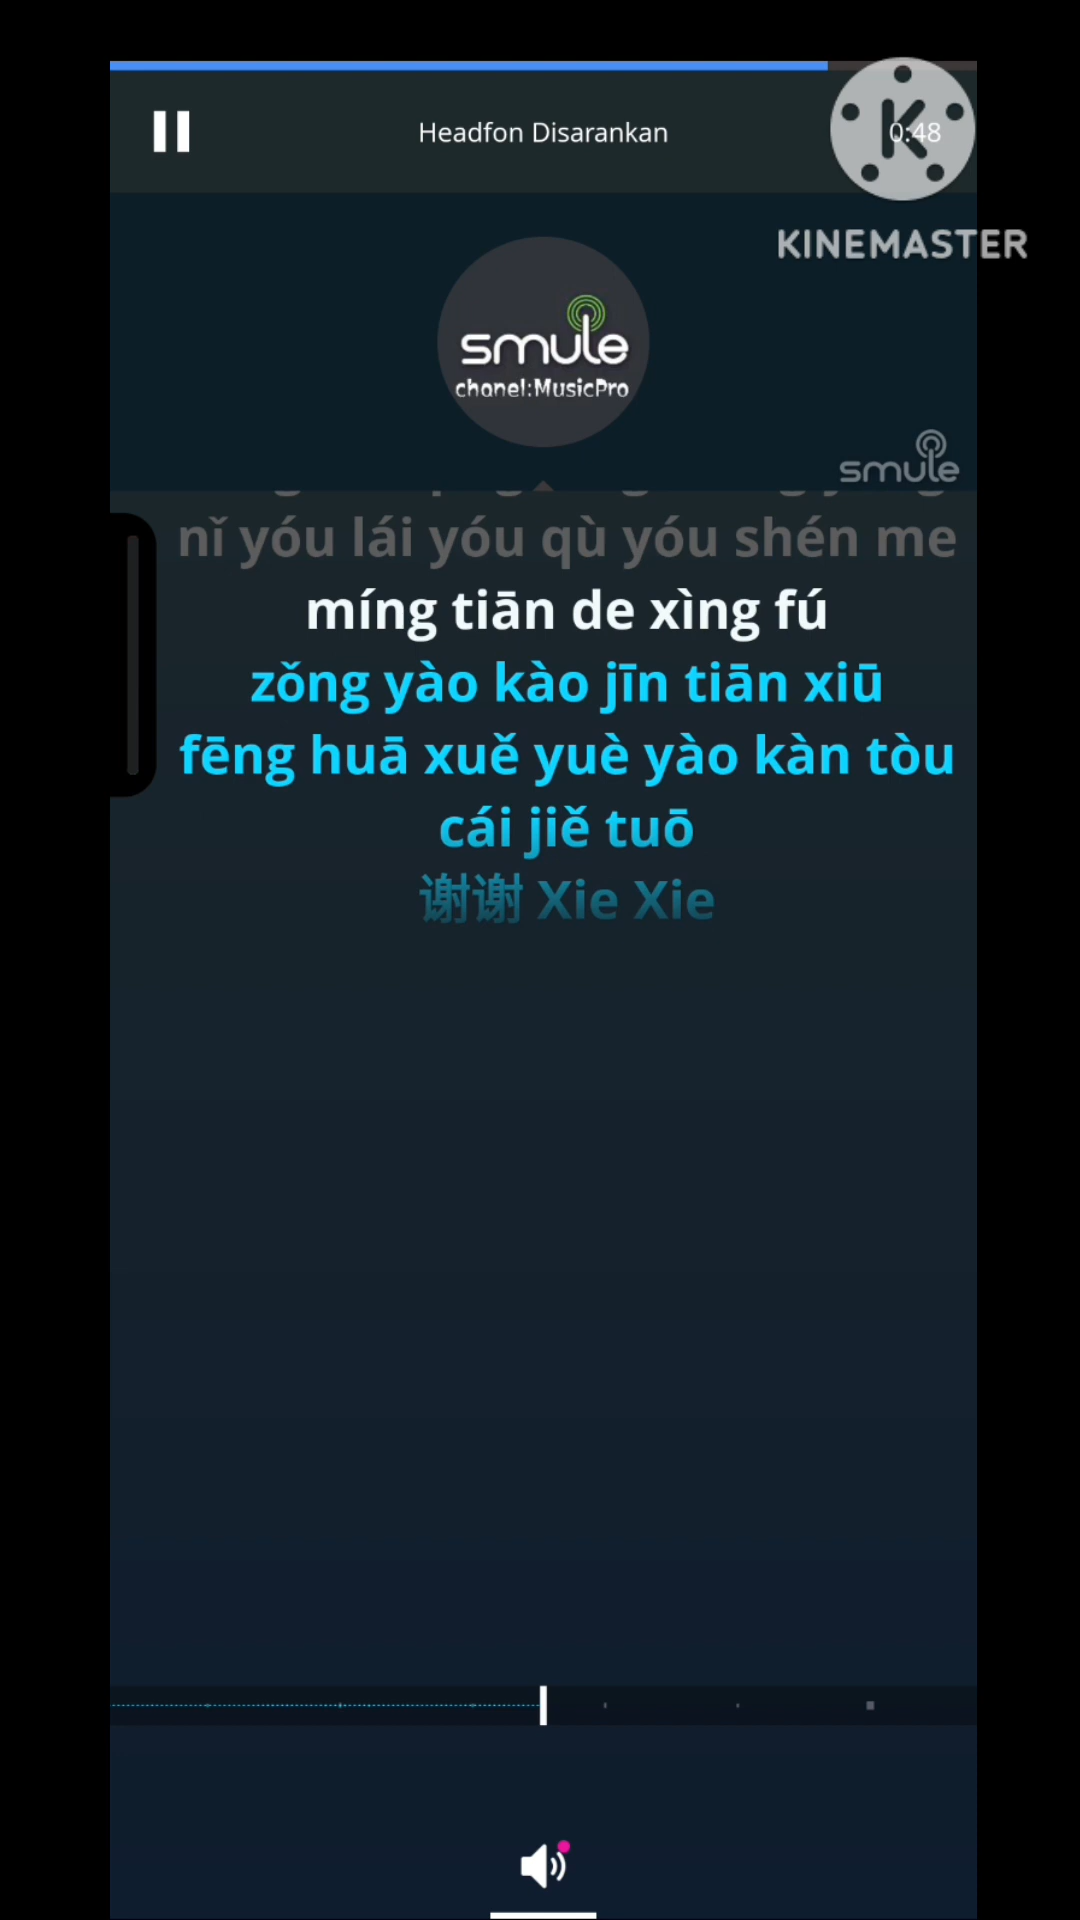 Headfon Disarankan
0:48
KINEMASTER
smule
chanel:MusicPro
smule
nǐ yóu lái yóu qù yóu shén me
míng tiān de xìng fú
zǒng yào kào jīn tiān xiū
fēng huā xuě yuè yào kàn tòu
cái jiě tuō
谢谢 Xie Xie